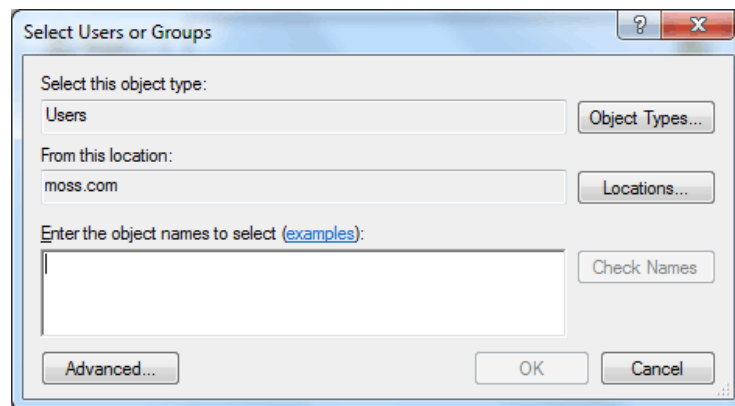 Select Users or Groups
?
X
Select this object type:
Users
Object Types...
From this location:
moss.com
Locations...
Enter the object names to select (examples):
Check Names
Advanced...
OK
Cancel